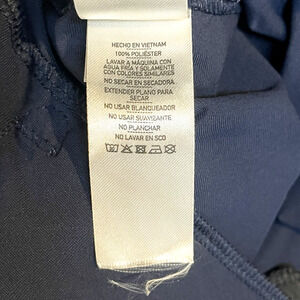 HECHO EN VIETNAM
100% POLIÉSTER
LAVAR A MÁQUINA CON
AGUA FRÍA Y SOLAMENTE
CON COLORES SIMILARES
NO SECAR EN SECADORA
EXTENDER PLANO PARA
SECAR
NO USAR BLANQUEADOR
NO USAR SUAVIZANTE
NO PLANCHAR
NO LAVAR EN SCO